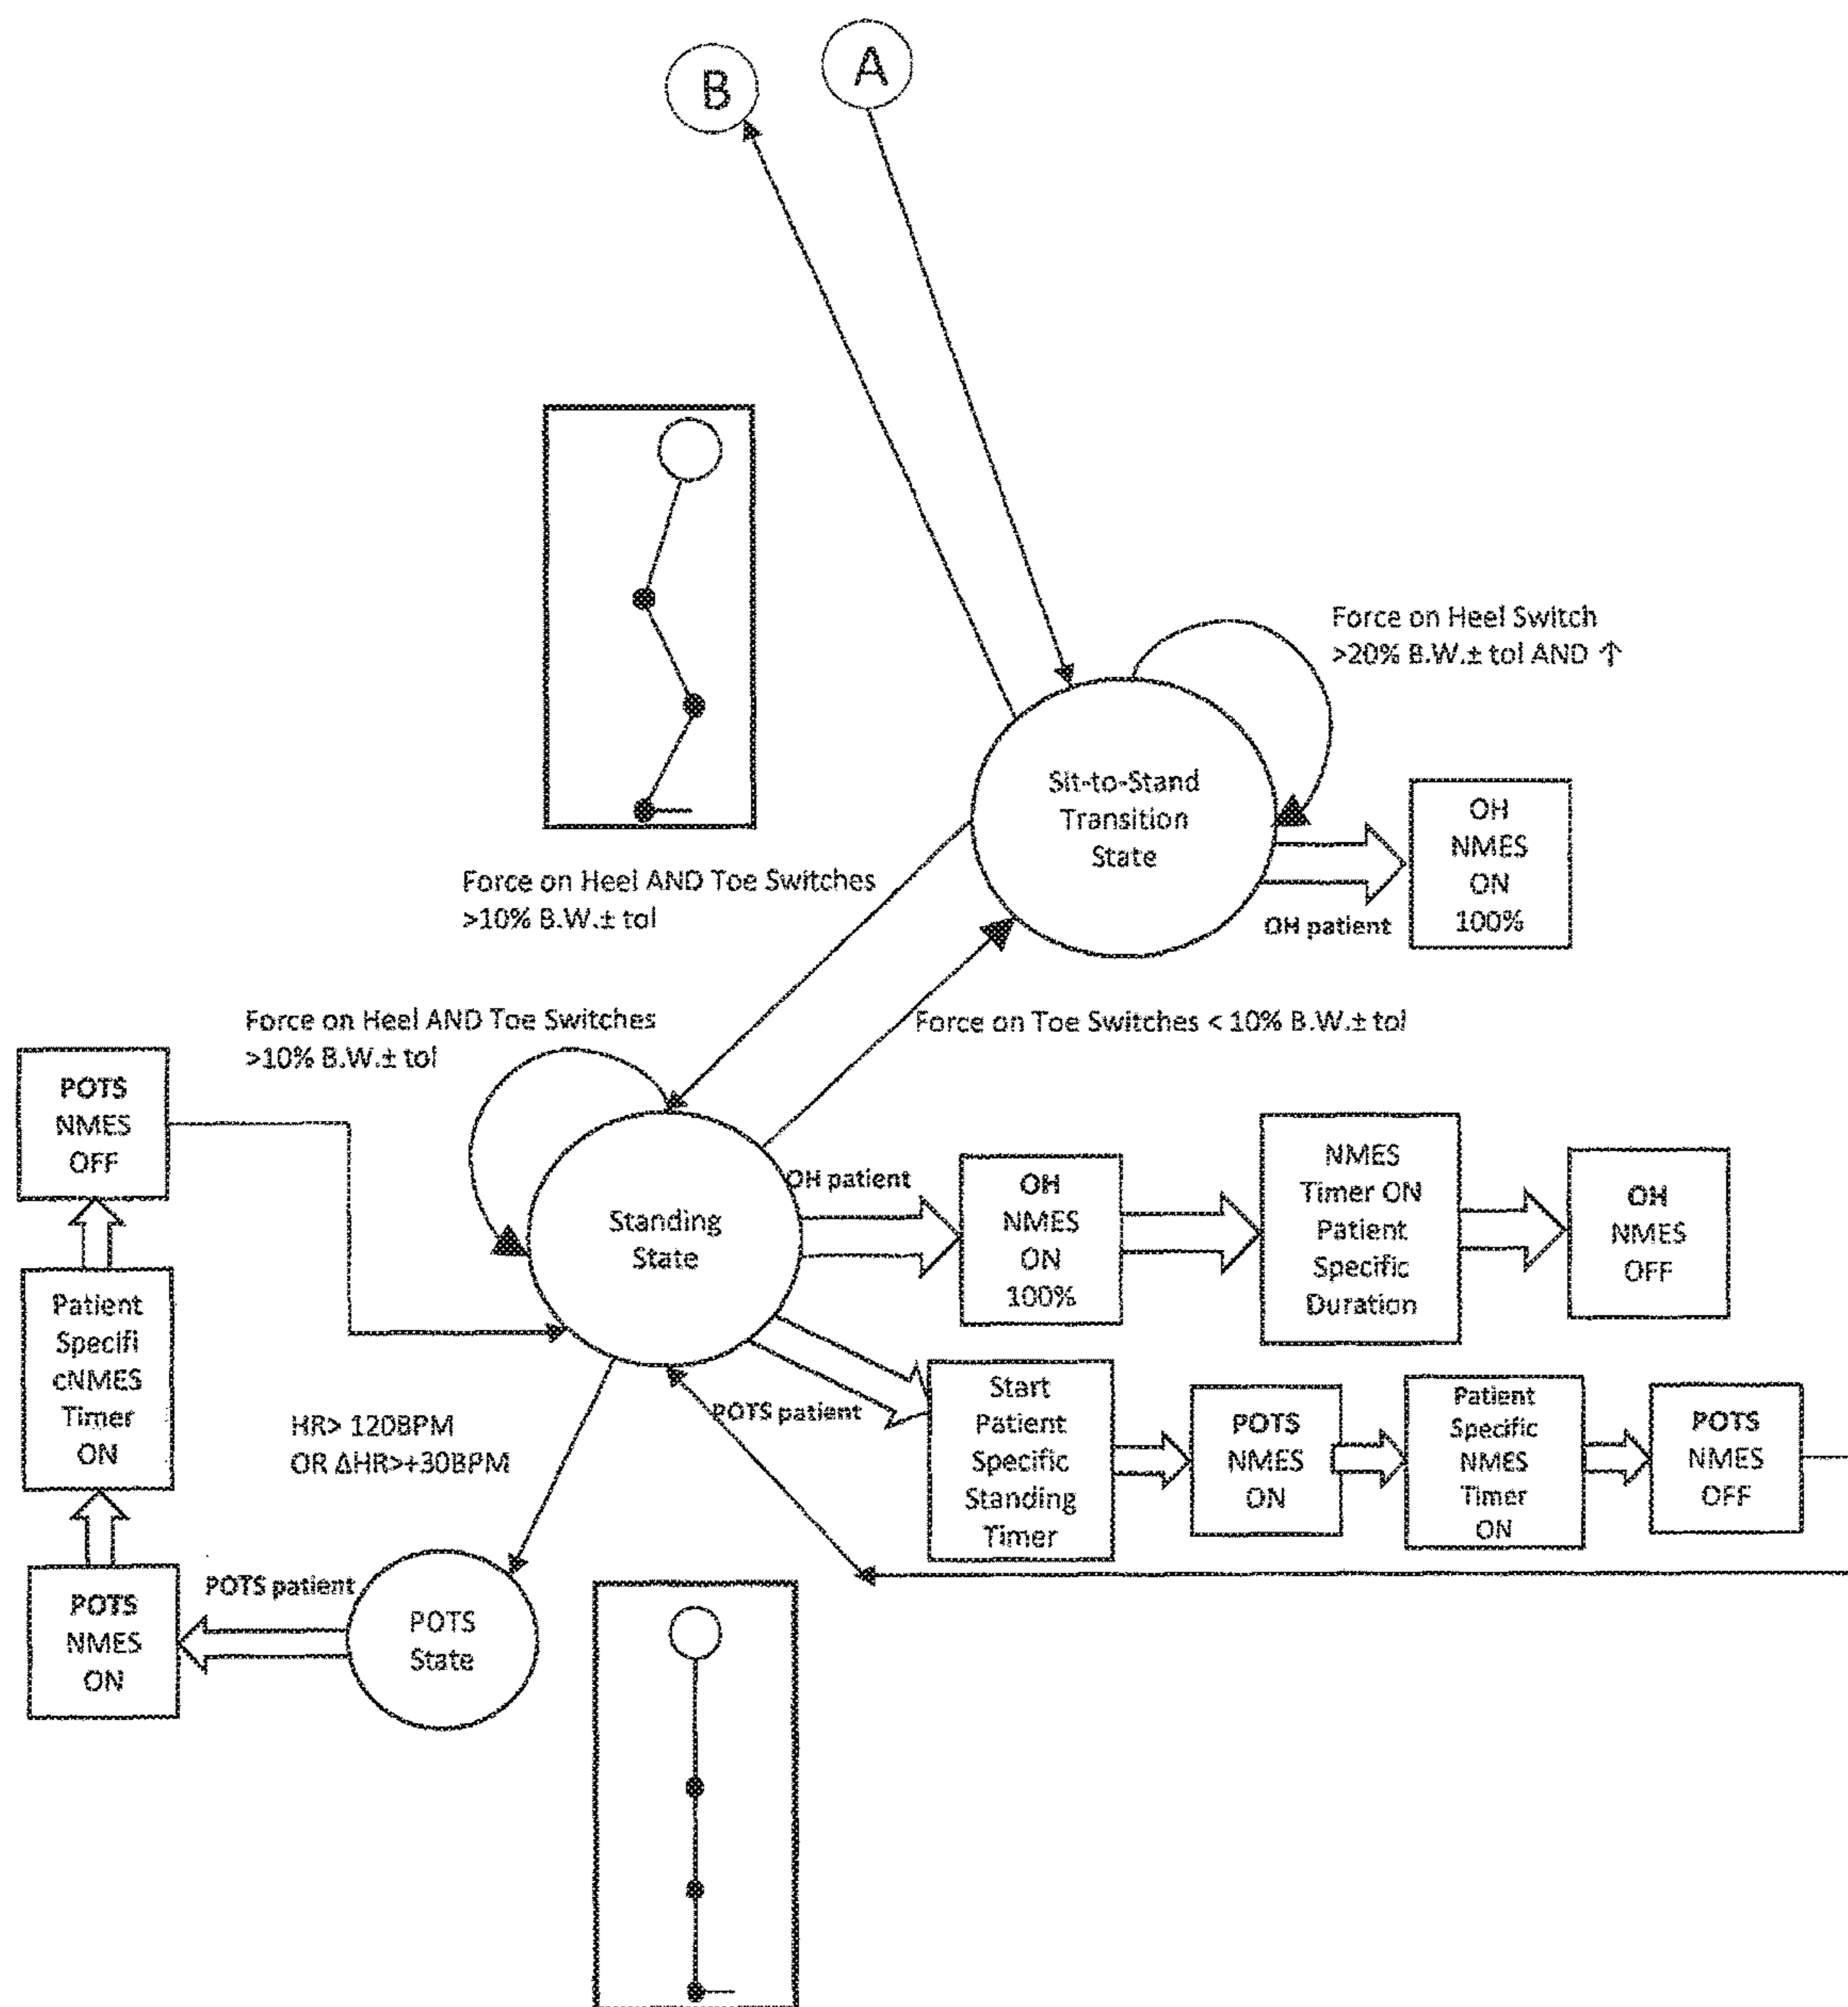 B
A
Force on Heel Switch
>20% B.W.± tol AND ↑
Sit-to-Stand
Transition
State
OH
NMES
ON
100%
OH patient
Force on Heel AND Toe Switches
>10% B.W.± tol
Force on Heel AND Toe Switches
>10% B.W.± tol
Force on Toe Switches < 10% B.W.± tol
POTS
NMES
OFF
Standing
State
OH patient
OH
NMES
ON
100%
NMES
Timer ON
Patient
Specific
Duration
OH
NMES
OFF
Patient
Specifi
cNMES
Timer
ON
HR> 120BPM
OR ΔHR>+30BPM
POTS patient
Start
Patient
Specific
Standing
Timer
POTS
NMES
ON
Patient
Specific
NMES
Timer
ON
POTS
NMES
OFF
POTS
NMES
ON
POTS patient
POTS
State